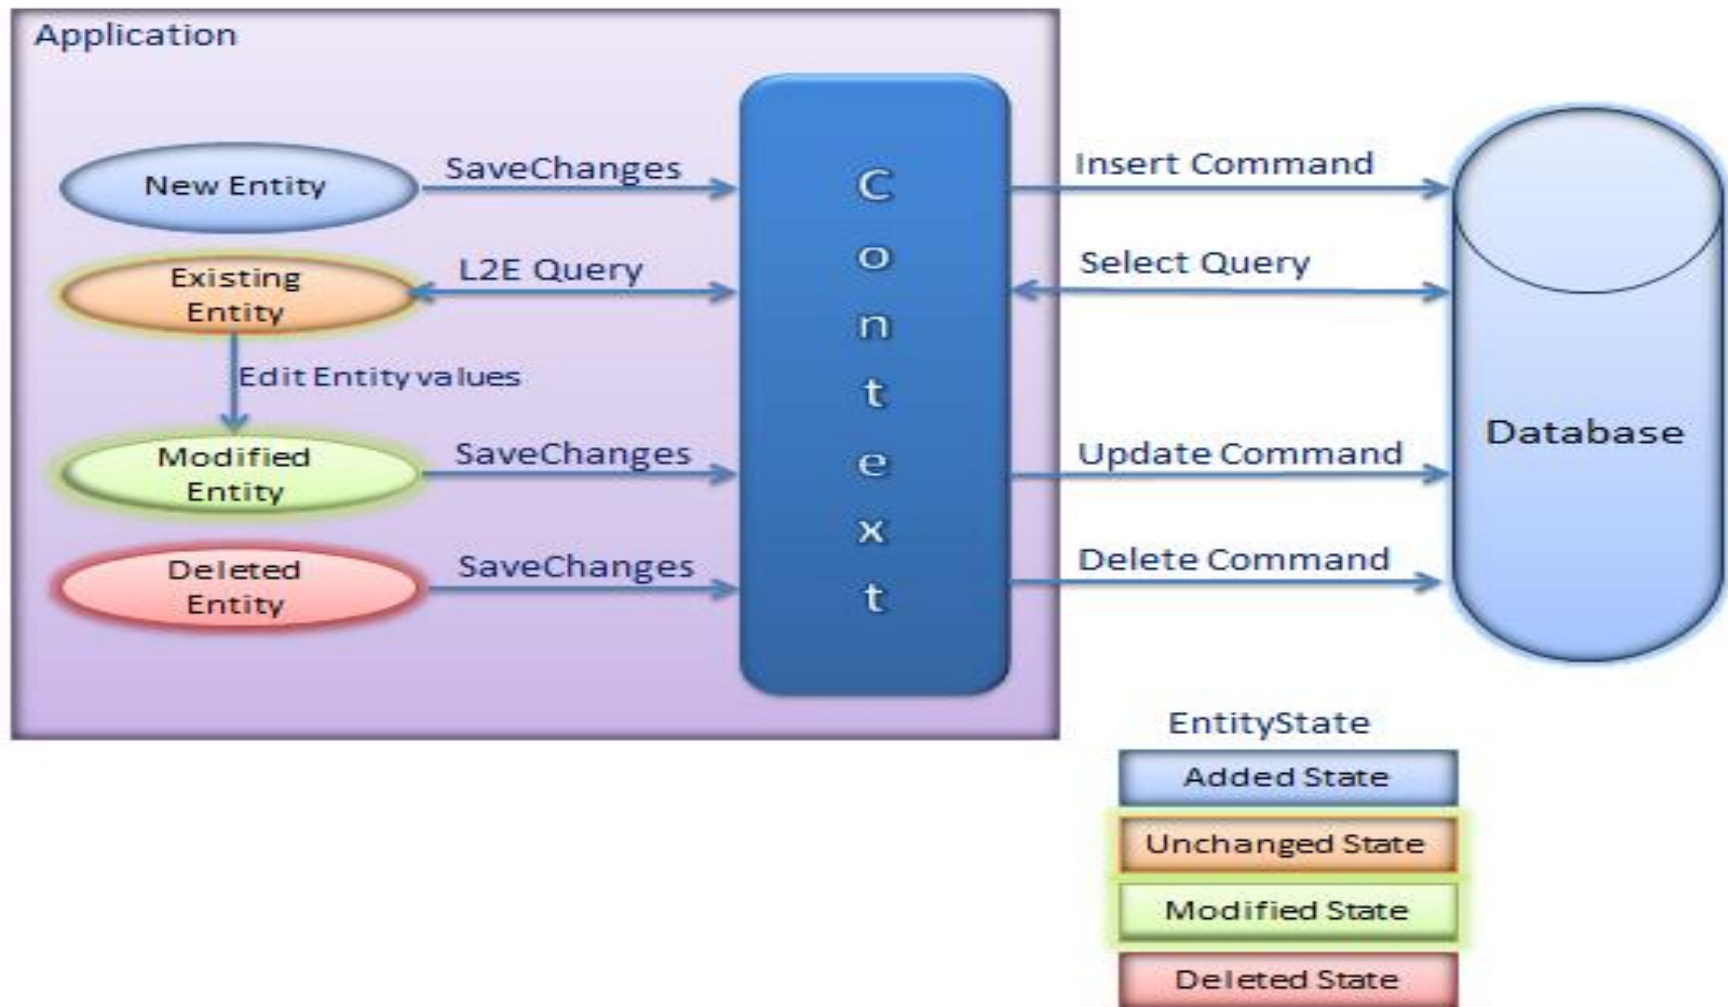 Application
New Entity
SaveChanges
Insert Command
Existing
Entity
L2E Query
Select Query
Edit Entity values
Modified
Entity
SaveChanges
Update Command
Deleted
Entity
SaveChanges
Delete Command
Context
Database
EntityState
Added State
Unchanged State
Modified State
Deleted State